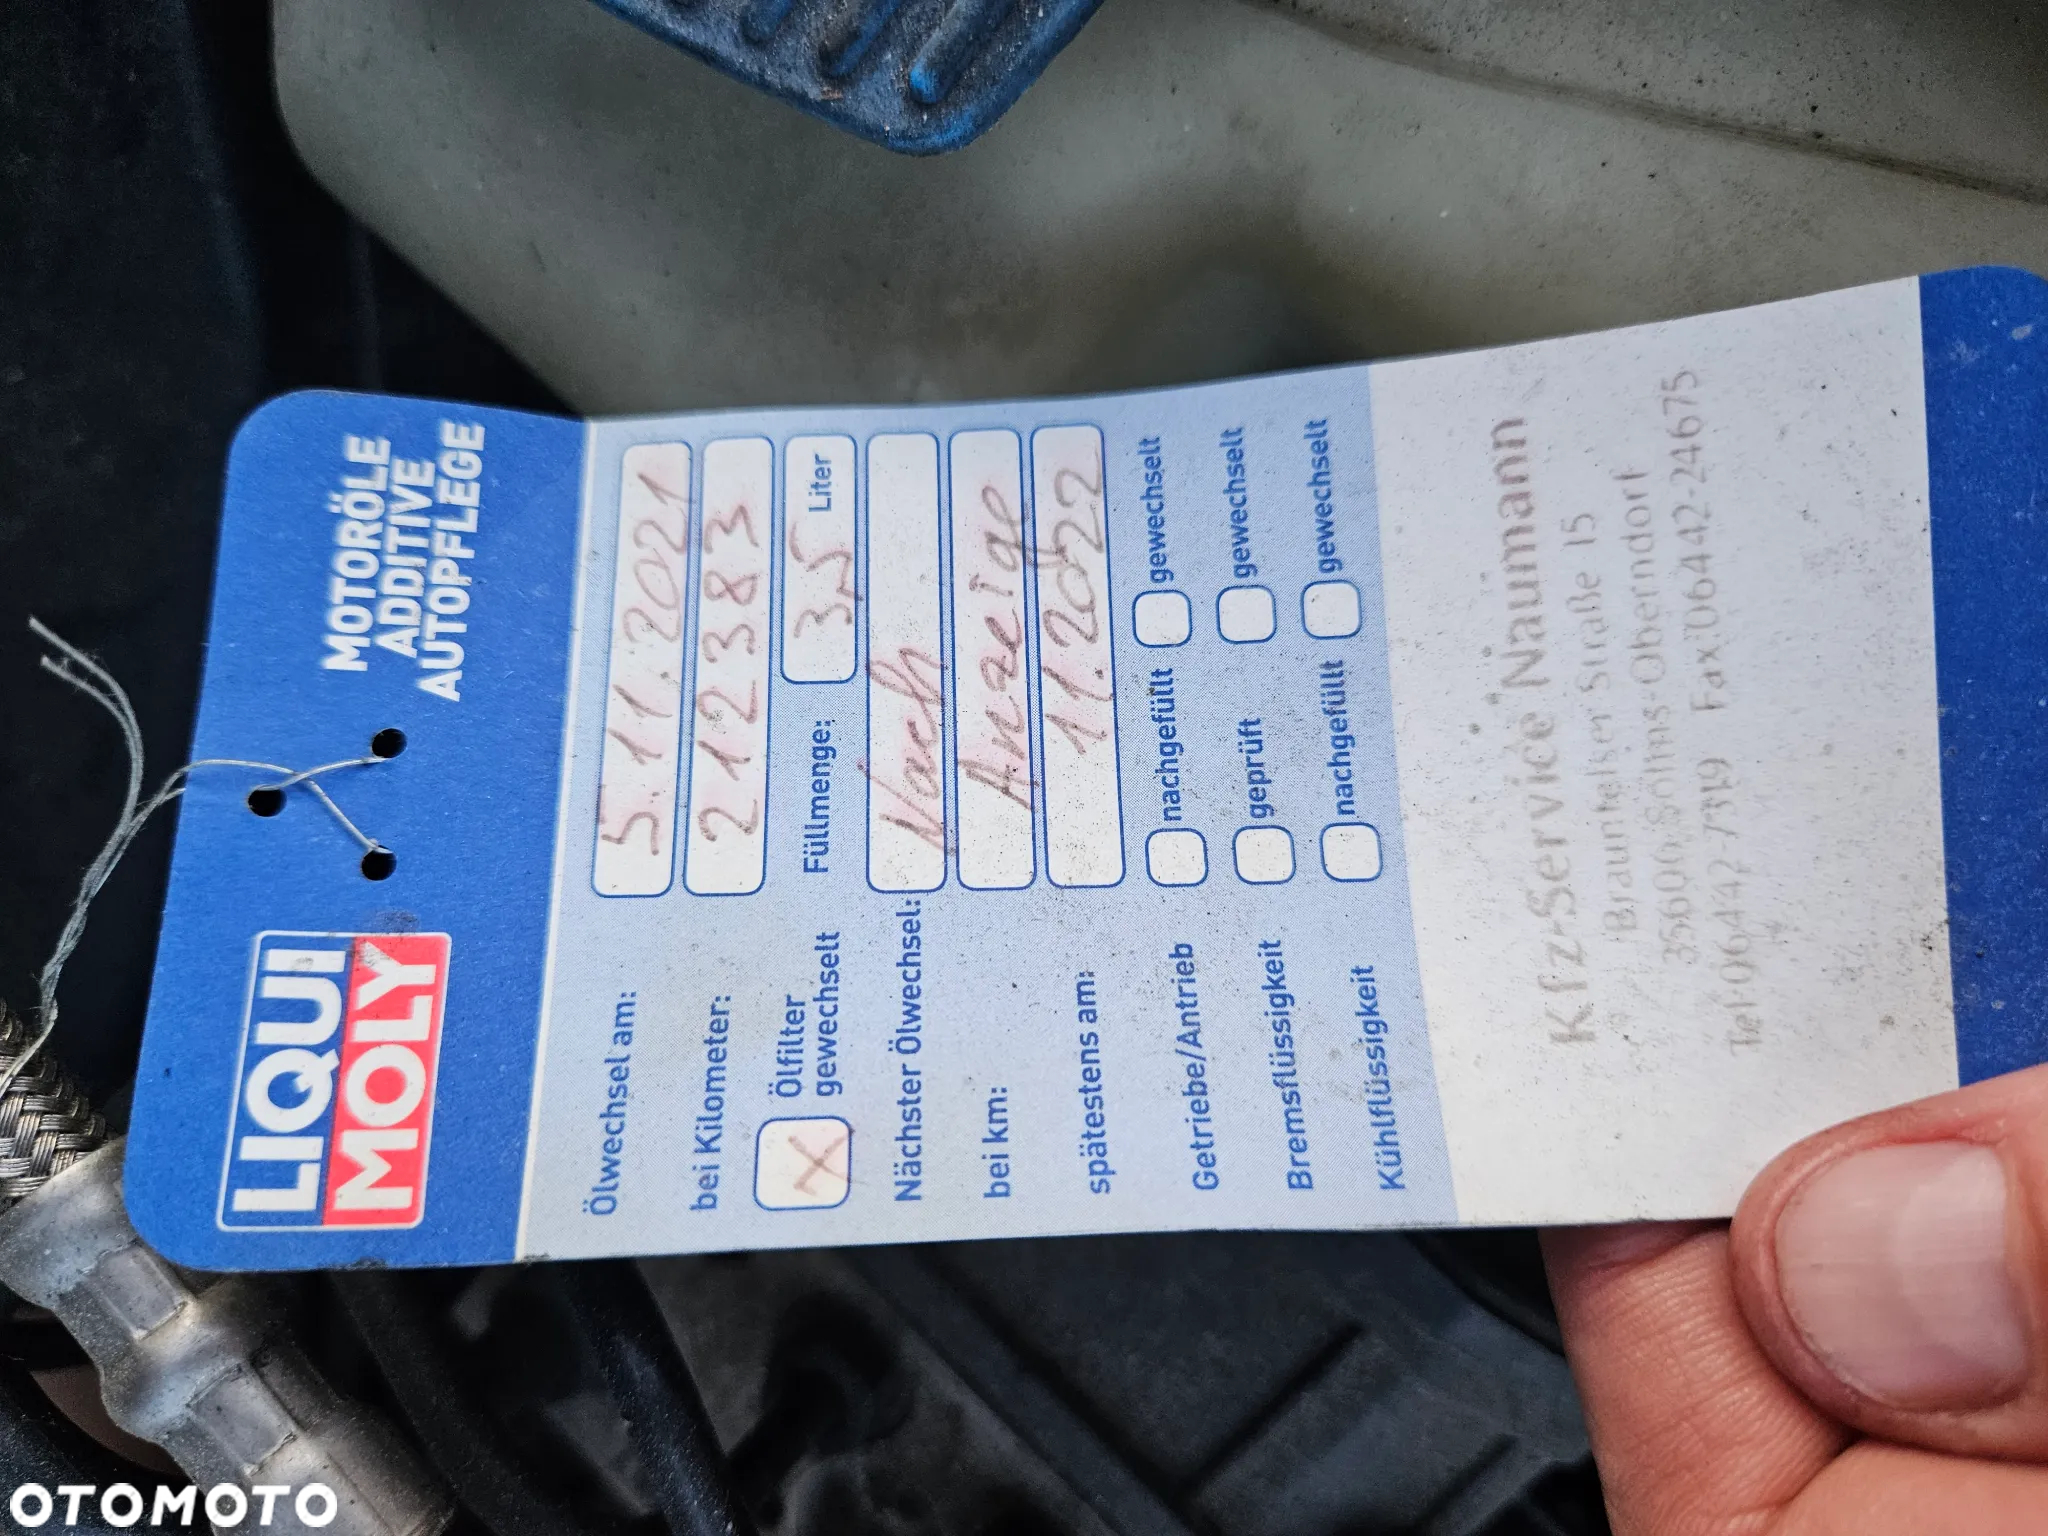 LIQUI
MOLY
MOTORÖLE
ADDITIVE
AUTOPFLEGE
Ölwechsel am: 5.11.2021
bei Kilometer: 212383
X Ölfilter gewechselt Füllmenge: 3,5 Liter
Nächster Ölwechsel: Nach
bei km: Anzeige
spätestens am: 11.2022
Getriebe/Antrieb nachgefüllt gewechselt
Bremsflüssigkeit geprüft gewechselt
Kühlflüssigkeit nachgefüllt gewechselt
Kfz-Service Naumann
Braunfelser Straße 15
35606 Solms-Oberndorf
Tel:06442-7319 Fax:06442-24675
OTOMOTO